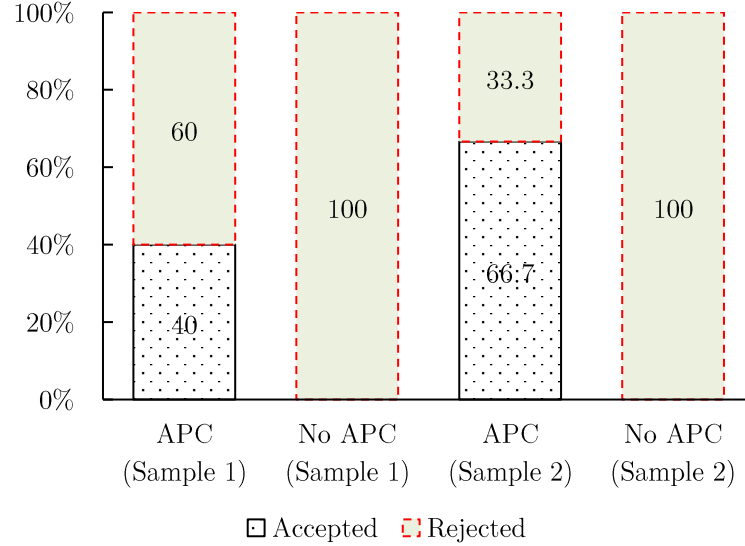 100%
80%
60%
40%
20%
0%
60
40
100
33.3
66.7
100
APC
(Sample 1)
No APC
(Sample 1)
APC
(Sample 2)
No APC
(Sample 2)
Accepted Rejected